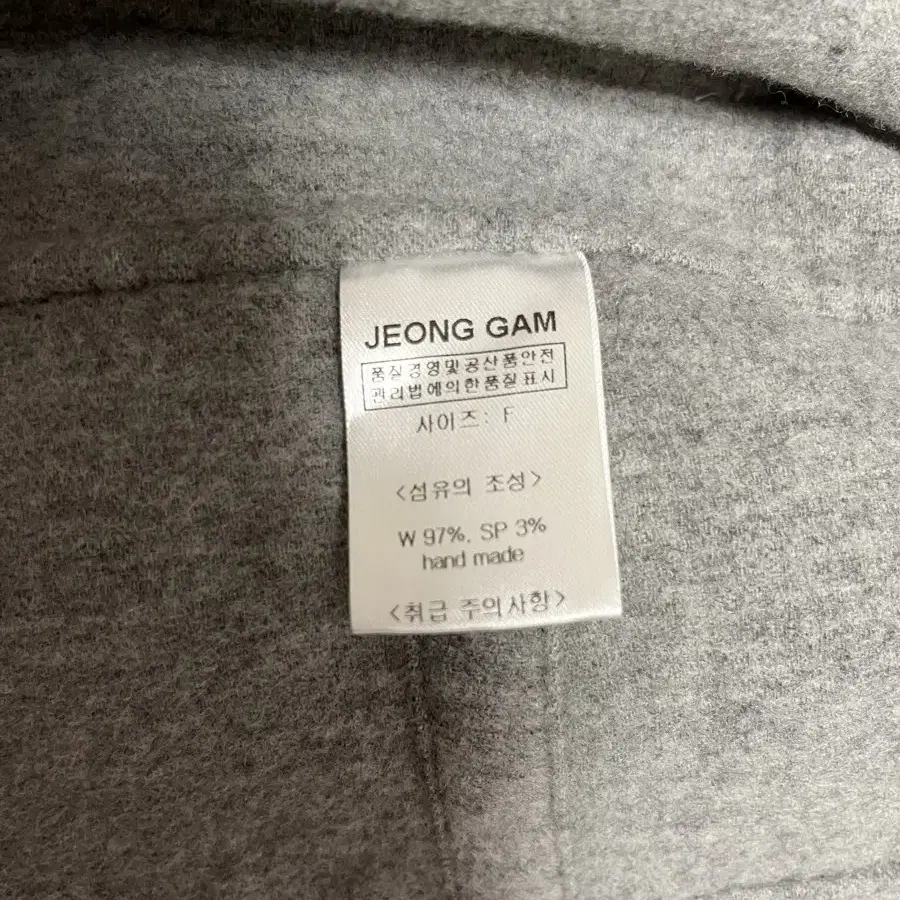 JEONG GAM
품질경영및공산품안전
관리법에의한품질표시
사이즈: F
<섬유의 조성>
W 97%. SP 3%
hand made
<취급 주의사항>